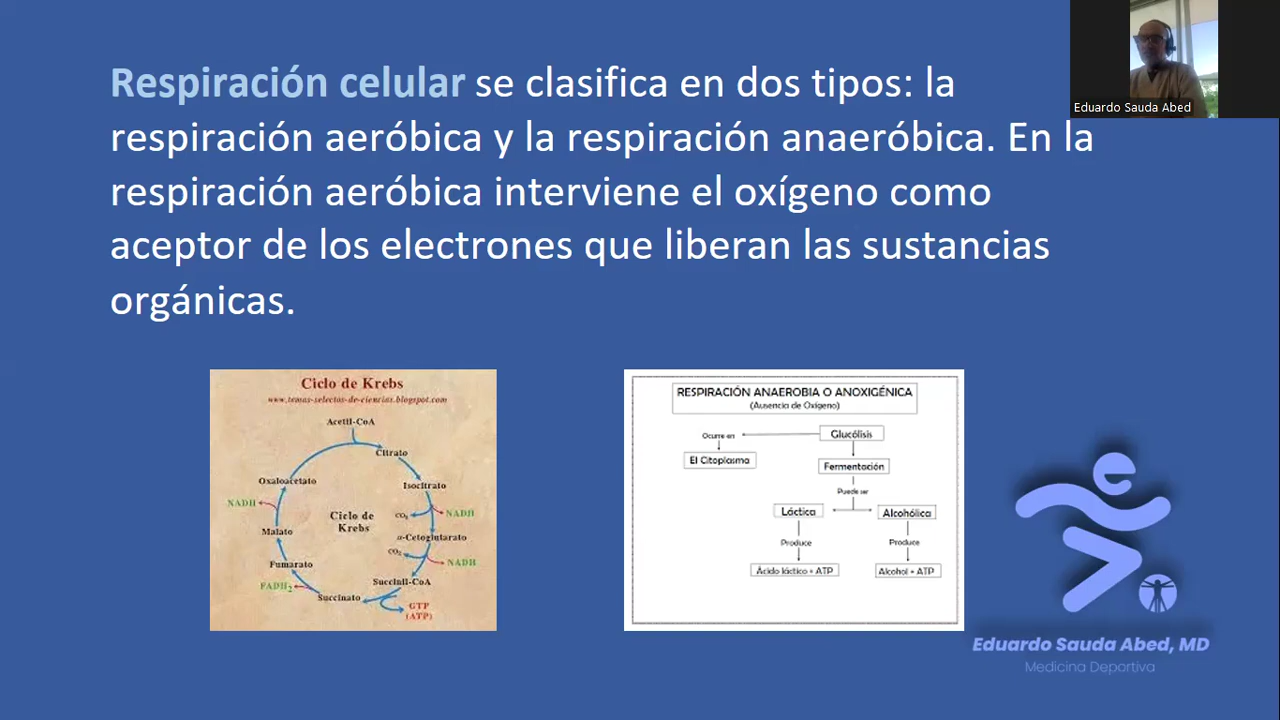 Respiración celular se clasifica en dos tipos: la
respiración aeróbica y la respiración anaeróbica. En la
respiración aeróbica interviene el oxígeno como
aceptor de los electrones que liberan las sustancias
orgánicas.
Eduardo Sauda Abed
Ciclo de Krebs
www.temas-selectos-de-ciencias.blogspot.com
Acetil-CoA
Citrato
Isocitrato
CO₂
NADH
α-Cetoglutarato
CO₂
NADH
Succinil-CoA
GTP
(ATP)
Succinato
FADH₂
Fumarato
Malato
NADH
Oxaloacetato
Ciclo de
Krebs
RESPIRACIÓN ANAEROBIA O ANOXIGÉNICA
(Ausencia de Oxígeno)
Ocurre en
Glucólisis
El Citoplasma
Fermentación
Puede ser
Láctica
Alcohólica
Produce
Produce
Ácido láctico + ATP
Alcohol + ATP
Eduardo Sauda Abed, MD
Medicina Deportiva